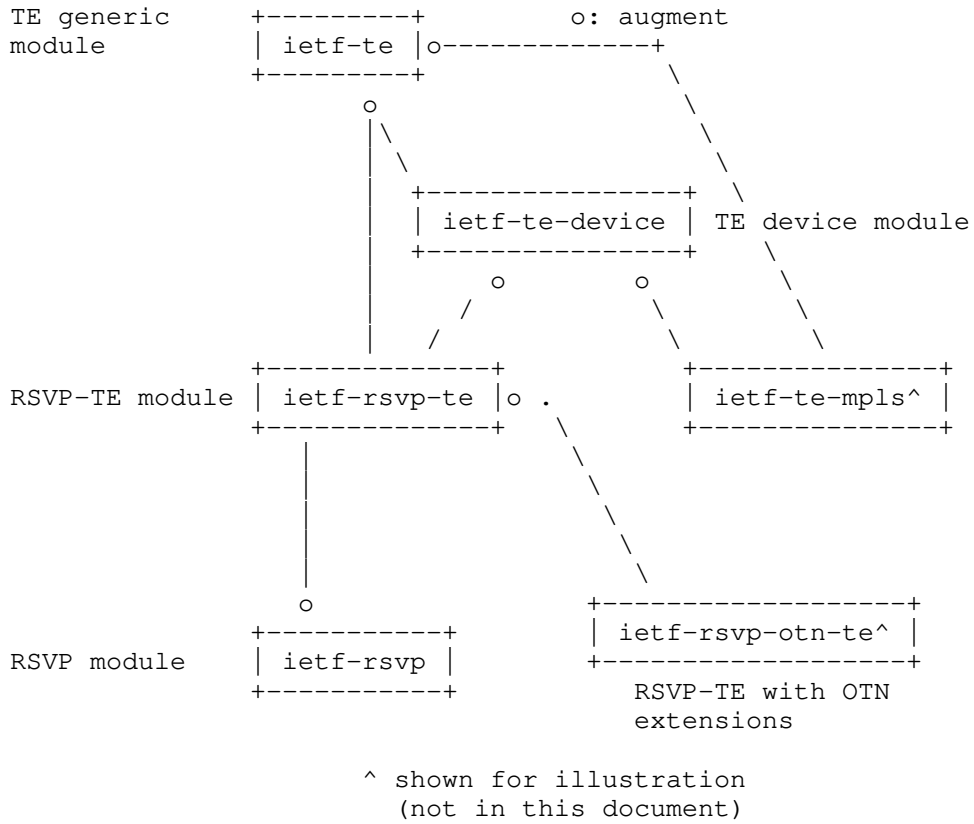 TE generic
module
ietf-te
o: augment
ietf-te-device
TE device module
RSVP-TE module
ietf-rsvp-te
ietf-te-mpls^
RSVP module
ietf-rsvp
ietf-rsvp-otn-te^
RSVP-TE with OTN
extensions
^ shown for illustration
(not in this document)